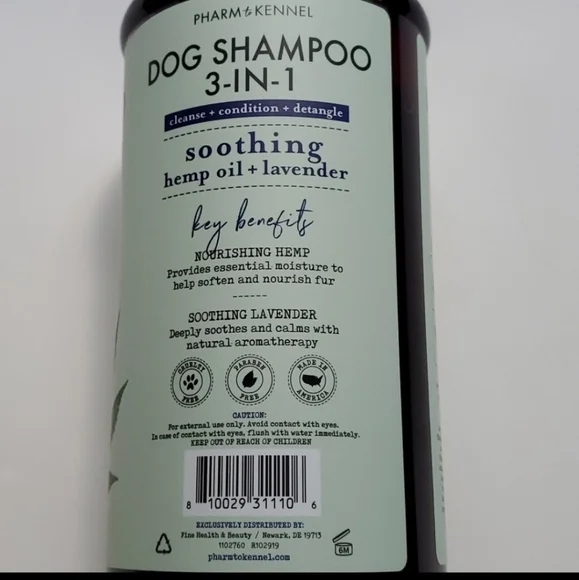 PHARM to KENNEL
DOG SHAMPOO
3-IN-1
cleanse + condition + detangle
soothing
hemp oil + lavender
key benefits
NOURISHING HEMP
Provides essential moisture to
help soften and nourish fur
SOOTHING LAVENDER
Deeply soothes and calms with
natural aromatherapy
CRUELTY FREE
PARABEN FREE
MADE IN AMERICA
CAUTION:
For external use only. Avoid contact with eyes.
In case of contact with eyes, flush with water immediately.
KEEP OUT OF REACH OF CHILDREN
8 10029 31110 6
EXCLUSIVELY DISTRIBUTED BY:
Fine Health & Beauty / Newark, DE 19713
1102760 R102919
pharmtokennel.com
6M